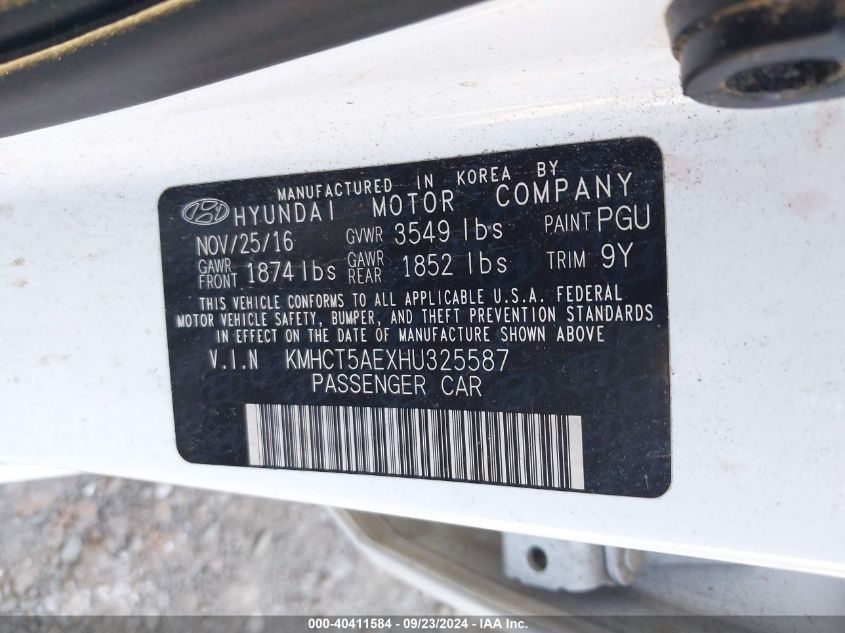 MANUFACTURED IN KOREA BY
HYUNDAI MOTOR COMPANY
NOV/25/16 GVWR 3549 lbs PAINT PGU
GAWR FRONT 1874 lbs GAWR REAR 1852 lbs TRIM 9Y
THIS VEHICLE CONFORMS TO ALL APPLICABLE U.S.A. FEDERAL
MOTOR VEHICLE SAFETY, BUMPER, AND THEFT PREVENTION STANDARDS
IN EFFECT ON THE DATE OF MANUFACTURE SHOWN ABOVE
V.I.N KMHCT5AEXHU325587
PASSENGER CAR
000-40411584 - 09/23/2024 - IAAI.com